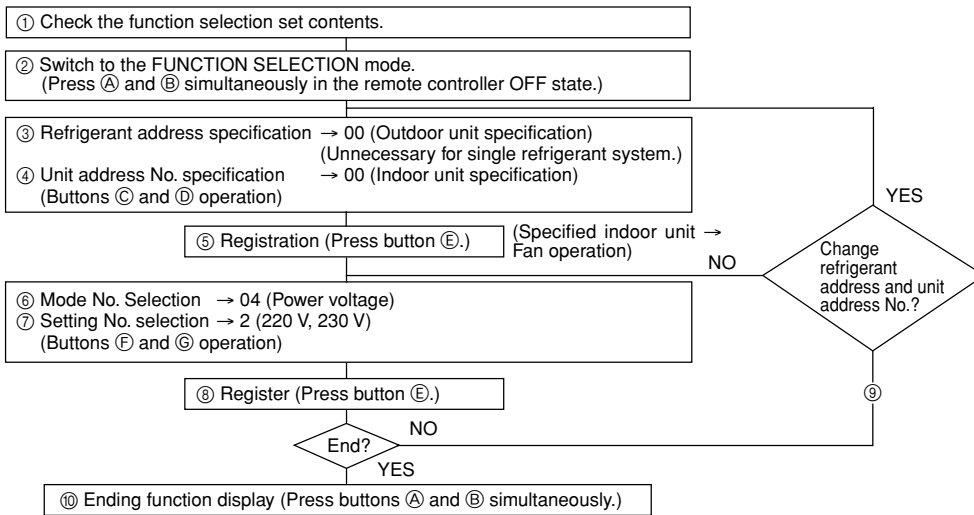 ① Check the function selection set contents.
② Switch to the FUNCTION SELECTION mode.
(Press Ⓐ and Ⓑ simultaneously in the remote controller OFF state.)
③ Refrigerant address specification → 00 (Outdoor unit specification)
(Unnecessary for single refrigerant system.)
④ Unit address No. specification → 00 (Indoor unit specification)
(Buttons Ⓒ and Ⓓ operation)
YES
⑤ Registration (Press button Ⓔ.)
(Specified indoor unit →
Fan operation)
NO
Change
refrigerant
address and unit
address No.?
⑥ Mode No. Selection → 04 (Power voltage)
⑦ Setting No. selection → 2 (220 V, 230 V)
(Buttons Ⓕ and Ⓖ operation)
⑧ Register (Press button Ⓔ.)
⑨
End?
NO
YES
⑩ Ending function display (Press buttons Ⓐ and Ⓑ simultaneously.)